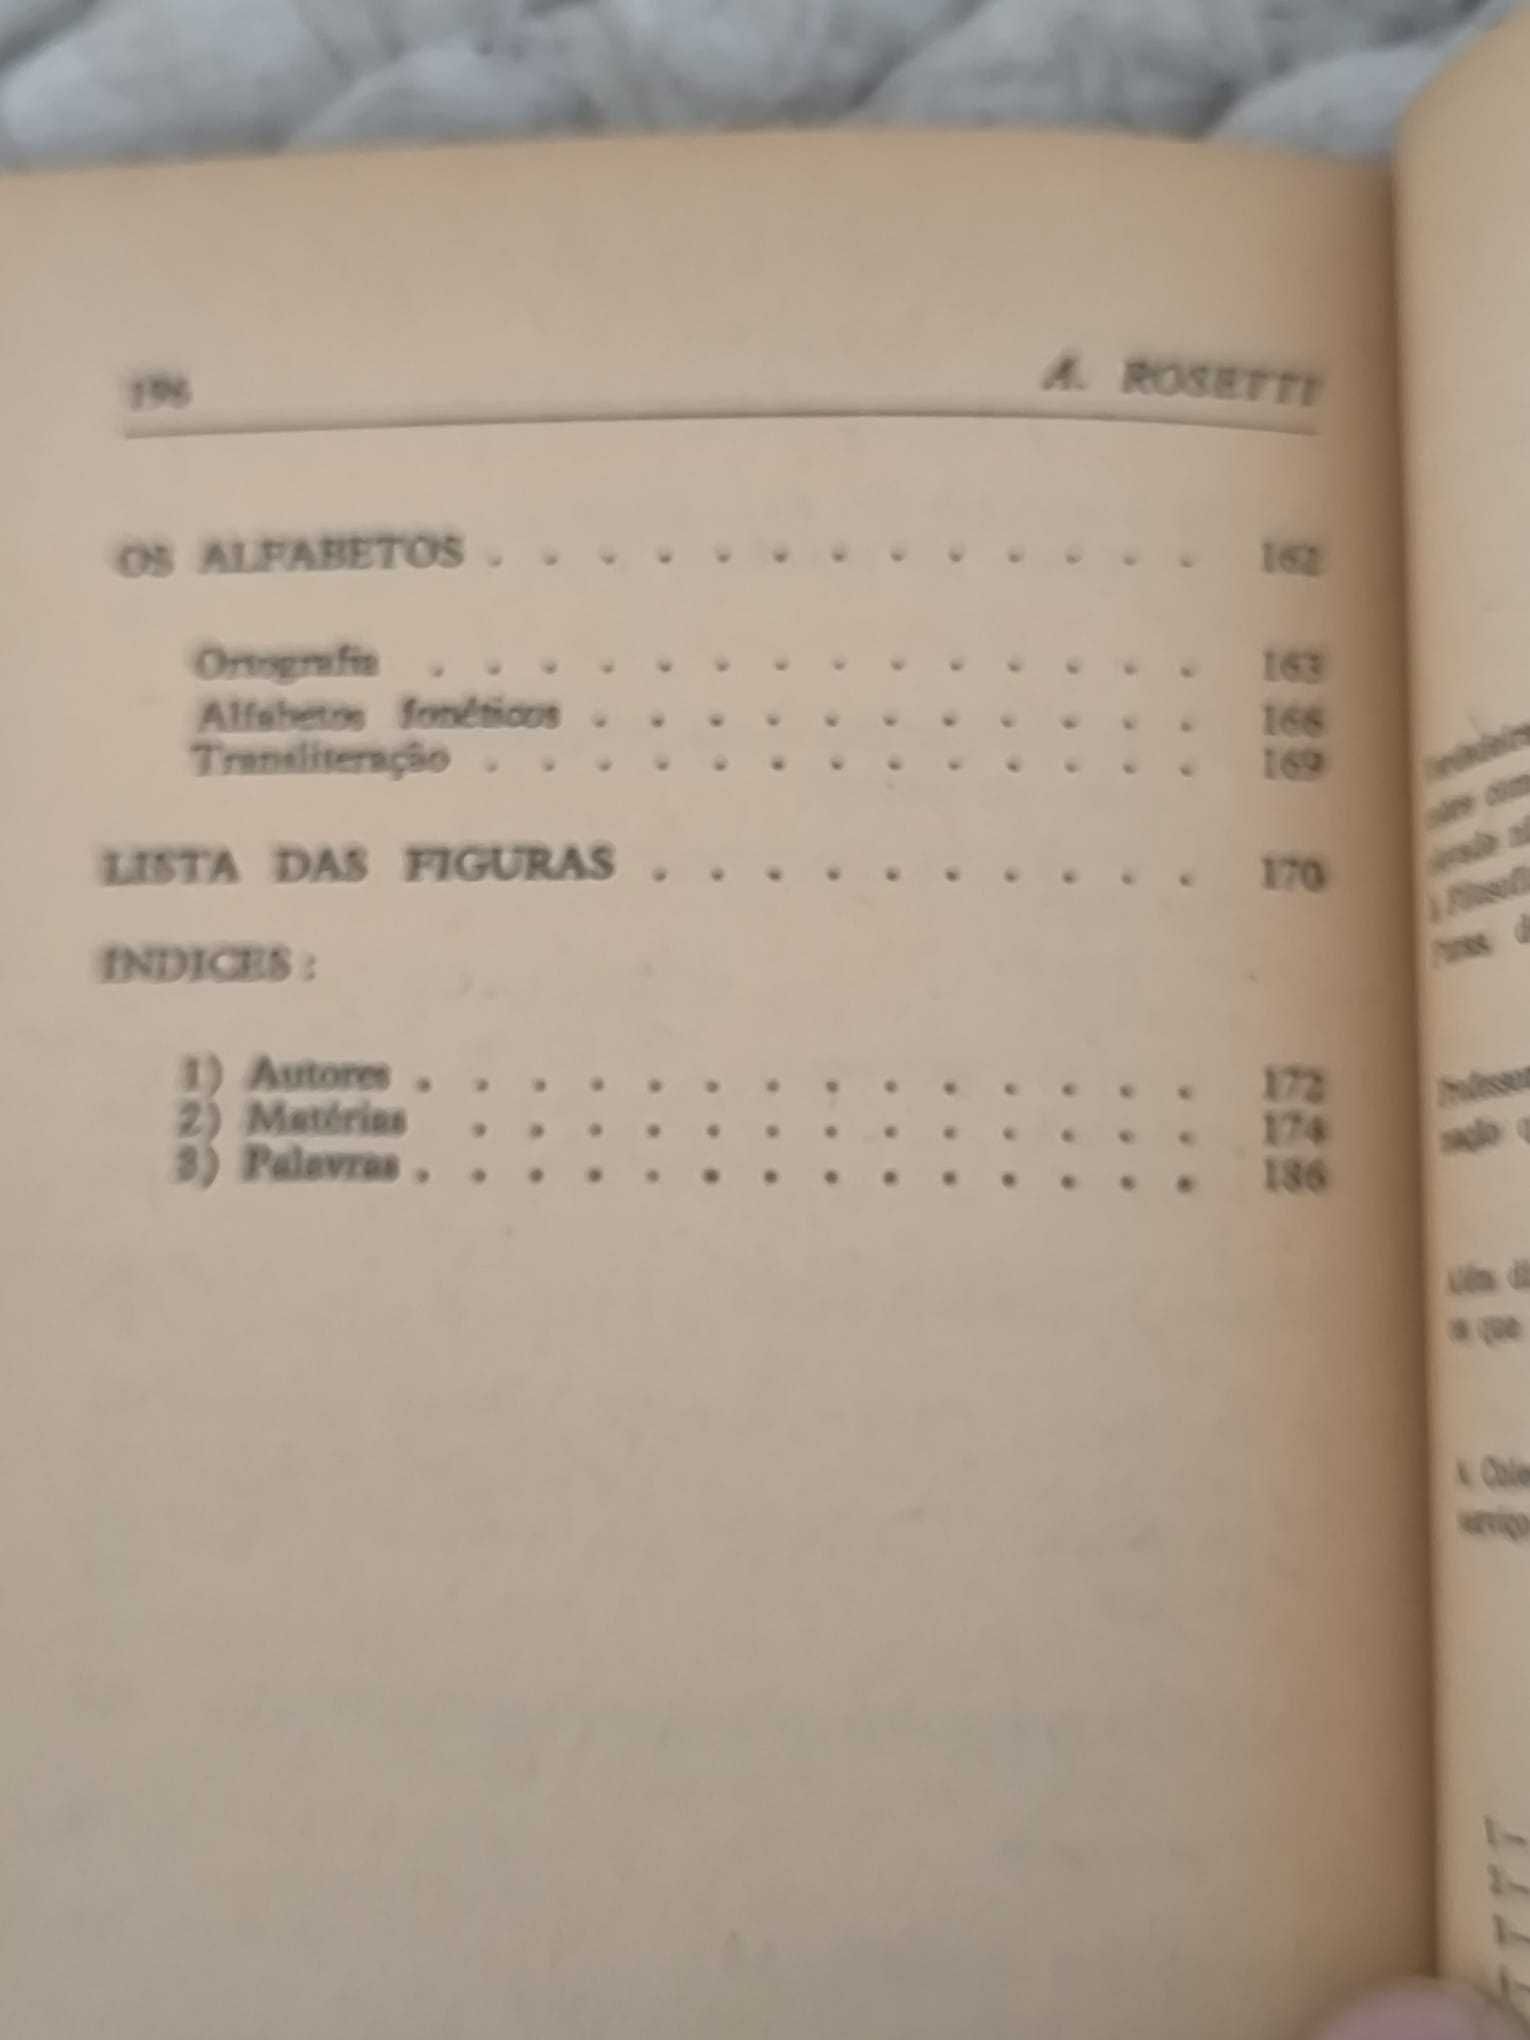 196 A. ROSETTI
OS ALFABETOS . . . . . . . . . . . . . 162
Ortografia . . . . . . . . . . . . . . 163
Alfabetos fonéticos . . . . . . . . . . . 166
Transliteração . . . . . . . . . . . . . 169
LISTA DAS FIGURAS . . . . . . . . . . 170
ÍNDICES :
1) Autores . . . . . . . . . . . . . . 172
2) Matérias . . . . . . . . . . . . . 174
3) Palavras . . . . . . . . . . . . . . 186